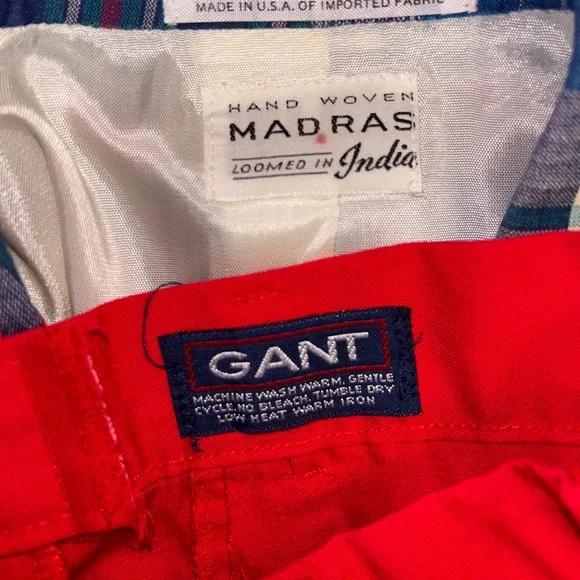 MADE IN U.S.A. OF IMPORTED FABRIC
HAND WOVEN
MADRAS
LOOMED IN India
GANT
MACHINE WASH WARM, GENTLE
CYCLE, NO BLEACH, TUMBLE DRY
LOW HEAT WARM IRON